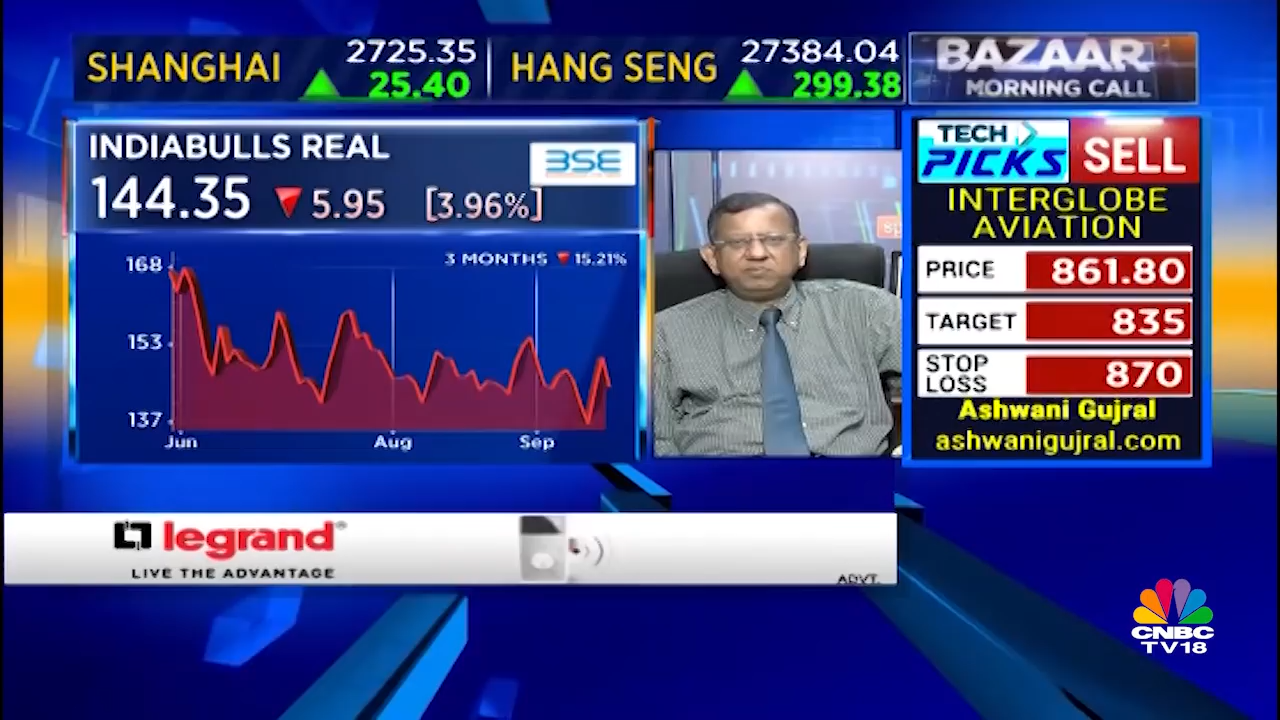 SHANGHAI 2725.35
25.40
HANG SENG 27384.04
299.38
BAZAAR
MORNING CALL
INDIABULLS REAL
144.35 5.95 [3.96%]
BSE
3 MONTHS 15.21%
168
153
137
Jun Aug Sep
TECH
PICKS
SELL
INTERGLOBE
AVIATION
PRICE 861.80
TARGET 835
STOP
LOSS 870
Ashwani Gujral
ashwanigujral.com
legrand®
LIVE THE ADVANTAGE
ADVT.
CNBC
TV18